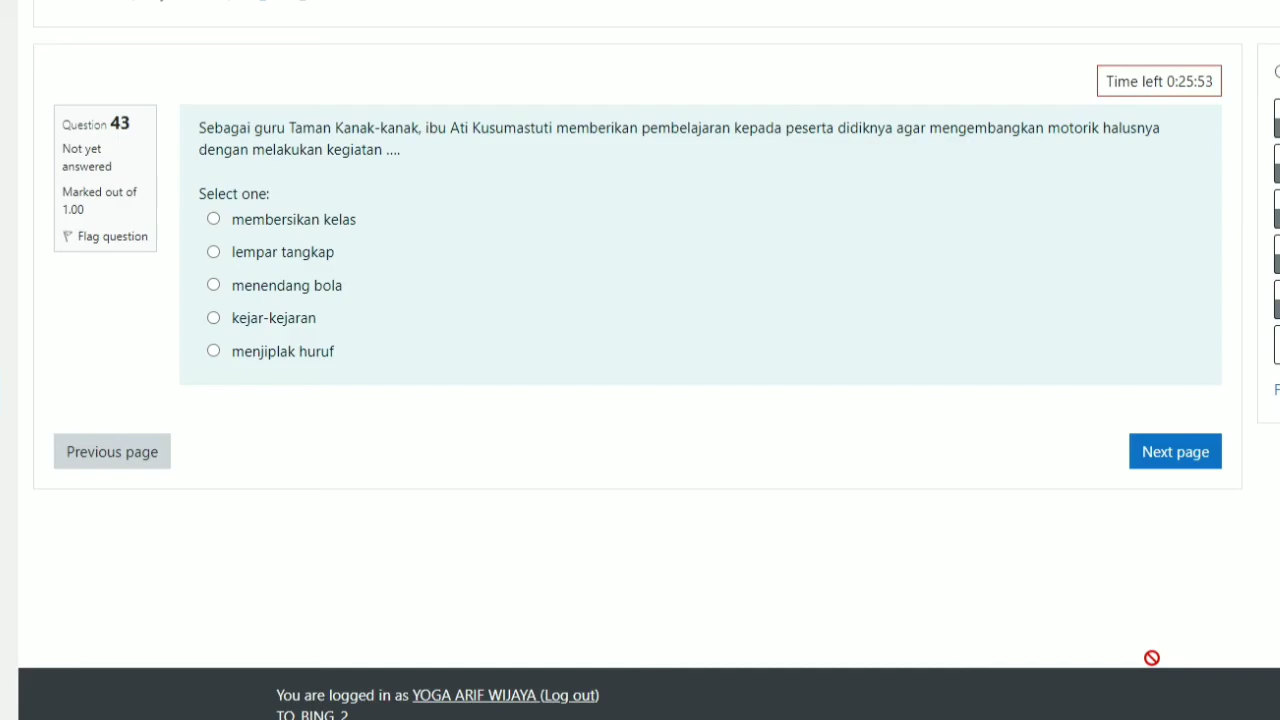 Time left 0:25:53
Question 43
Not yet
answered
Marked out of
1.00
Flag question
Sebagai guru Taman Kanak-kanak, ibu Ati Kusumastuti memberikan pembelajaran kepada peserta didiknya agar mengembangkan motorik halusnya
dengan melakukan kegiatan ....
Select one:
membersikan kelas
lempar tangkap
menendang bola
kejar-kejaran
menjiplak huruf
Previous page
Next page
You are logged in as YOGA ARIF WIJAYA (Log out)
TO_BING_2